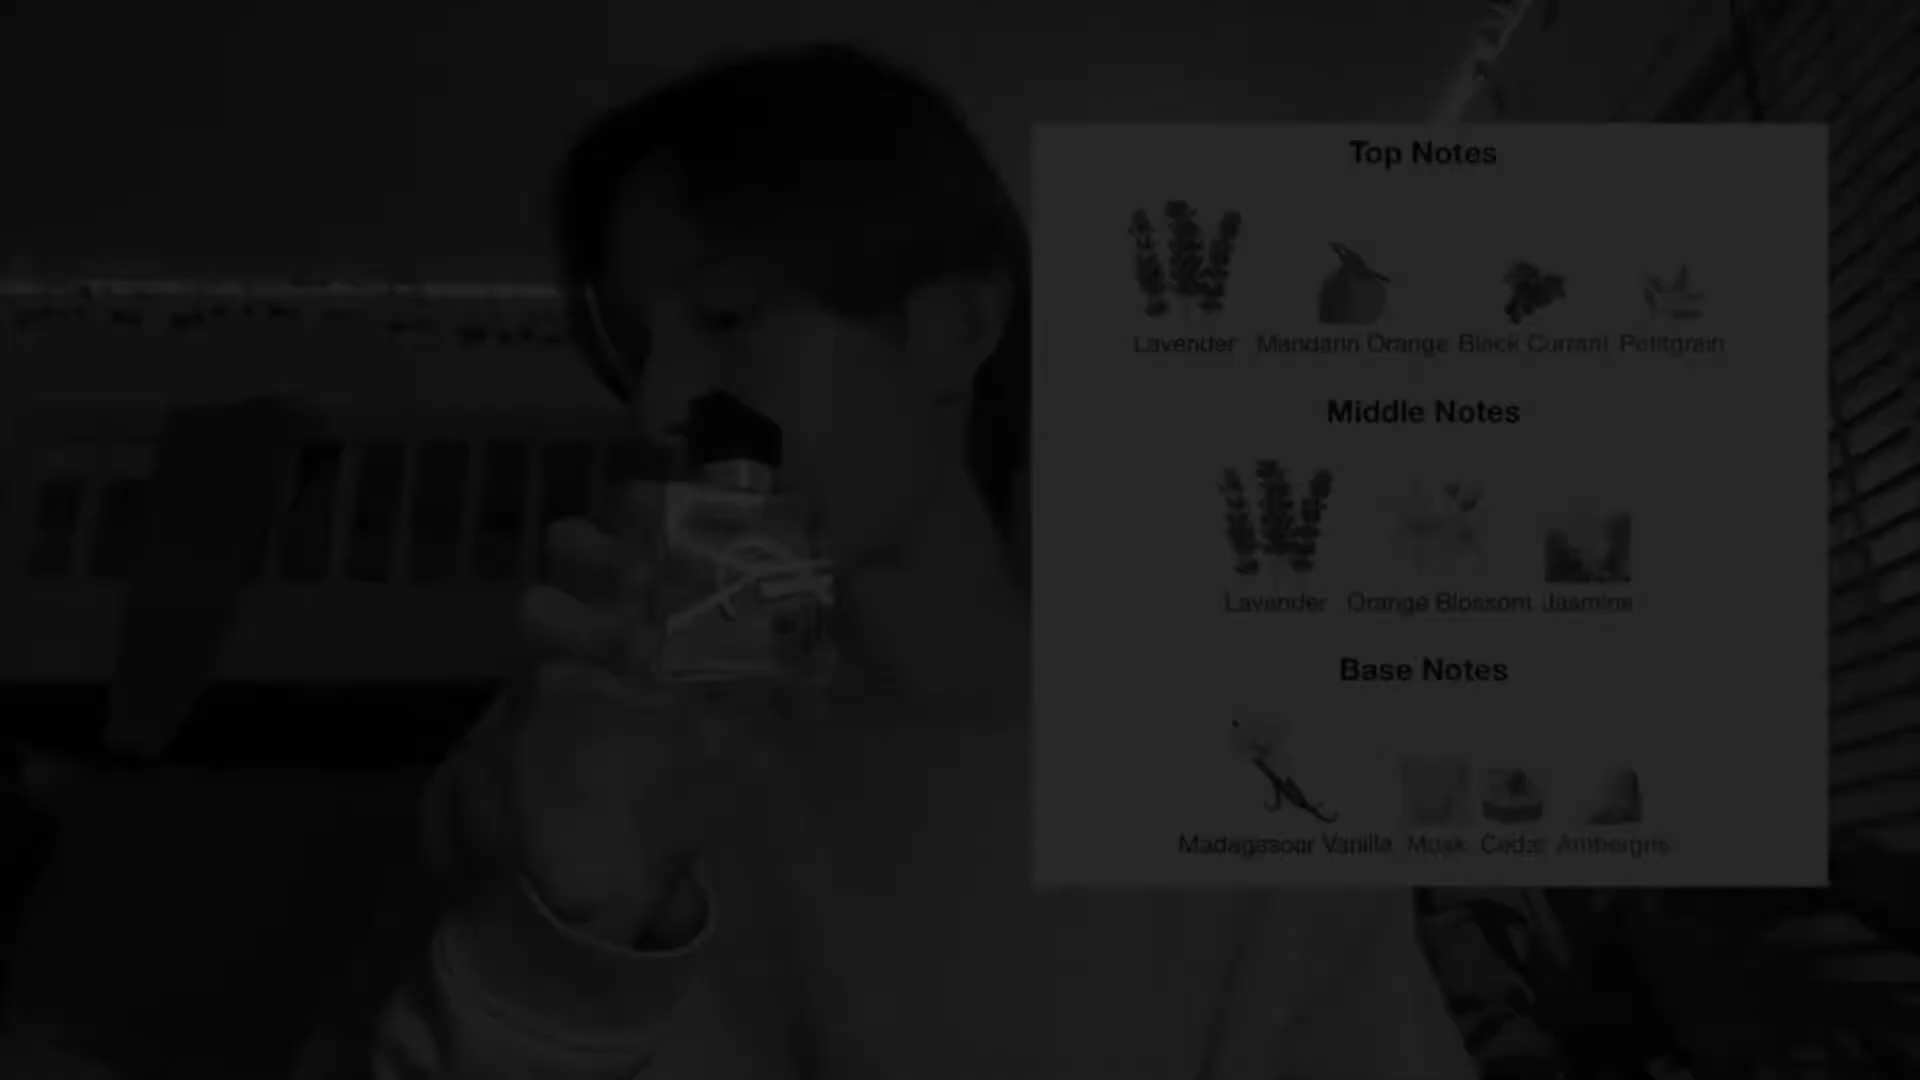 Top Notes
Lavender Mandarin Orange Black Currant Petitgrain
Middle Notes
Lavender Orange Blossom Jasmine
Base Notes
Madagascar Vanilla Musk Cedar Ambergris